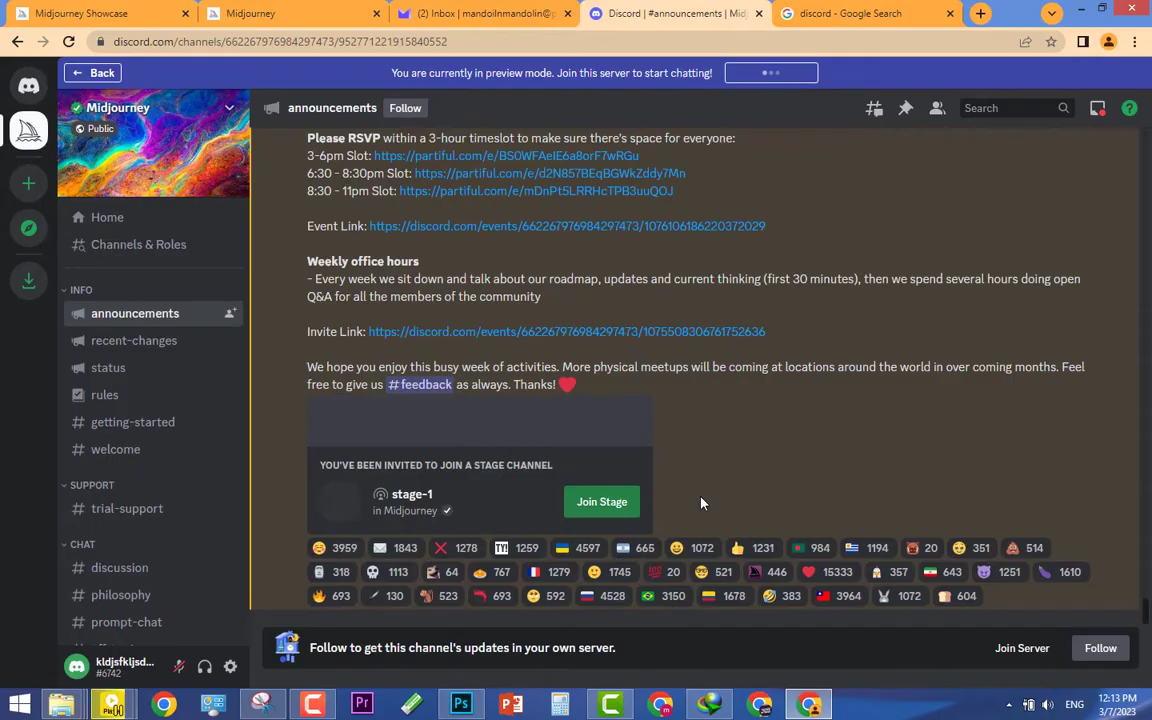 Midjourney Showcase
Midjourney
(2) Inbox | mandoilnmandolin@p
Discord | #announcements | Mid
discord - Google Search
discord.com/channels/662267976984297473/952771221915840552
Back
You are currently in preview mode. Join this server to start chatting!
Midjourney
Public
Home
Channels & Roles
INFO
announcements
recent-changes
status
rules
getting-started
welcome
SUPPORT
trial-support
CHAT
discussion
philosophy
prompt-chat
kldjsfkljsd...
#6742
announcements
Follow
Search
Please RSVP within a 3-hour timeslot to make sure there's space for everyone:
3-6pm Slot: https://partiful.com/e/BS0WFAeIE6a8orF7wRGu
6:30 - 8:30pm Slot: https://partiful.com/e/d2N857BEqBGWkZddy7Mn
8:30 - 11pm Slot: https://partiful.com/e/mDnPt5LRRHcTPB3uuQOJ
Event Link: https://discord.com/events/662267976984297473/1076106186220372029
Weekly office hours
- Every week we sit down and talk about our roadmap, updates and current thinking (first 30 minutes), then we spend several hours doing open
Q&A for all the members of the community
Invite Link: https://discord.com/events/662267976984297473/1075508306761752636
We hope you enjoy this busy week of activities. More physical meetups will be coming at locations around the world in over coming months. Feel
free to give us #feedback as always. Thanks!
YOU'VE BEEN INVITED TO JOIN A STAGE CHANNEL
stage-1
in Midjourney
Join Stage
3959 1843 1278 TY! 1259 4597 665 1072 1231 984 1194 20 351 514
318 1113 64 767 1279 1745 20 521 446 15333 357 643 1251 1610
693 130 523 693 592 4528 3150 1678 383 3964 1072 604
Follow to get this channel's updates in your own server.
Join Server
Follow
Pr
Ps
ENG
12:13 PM
3/7/2023